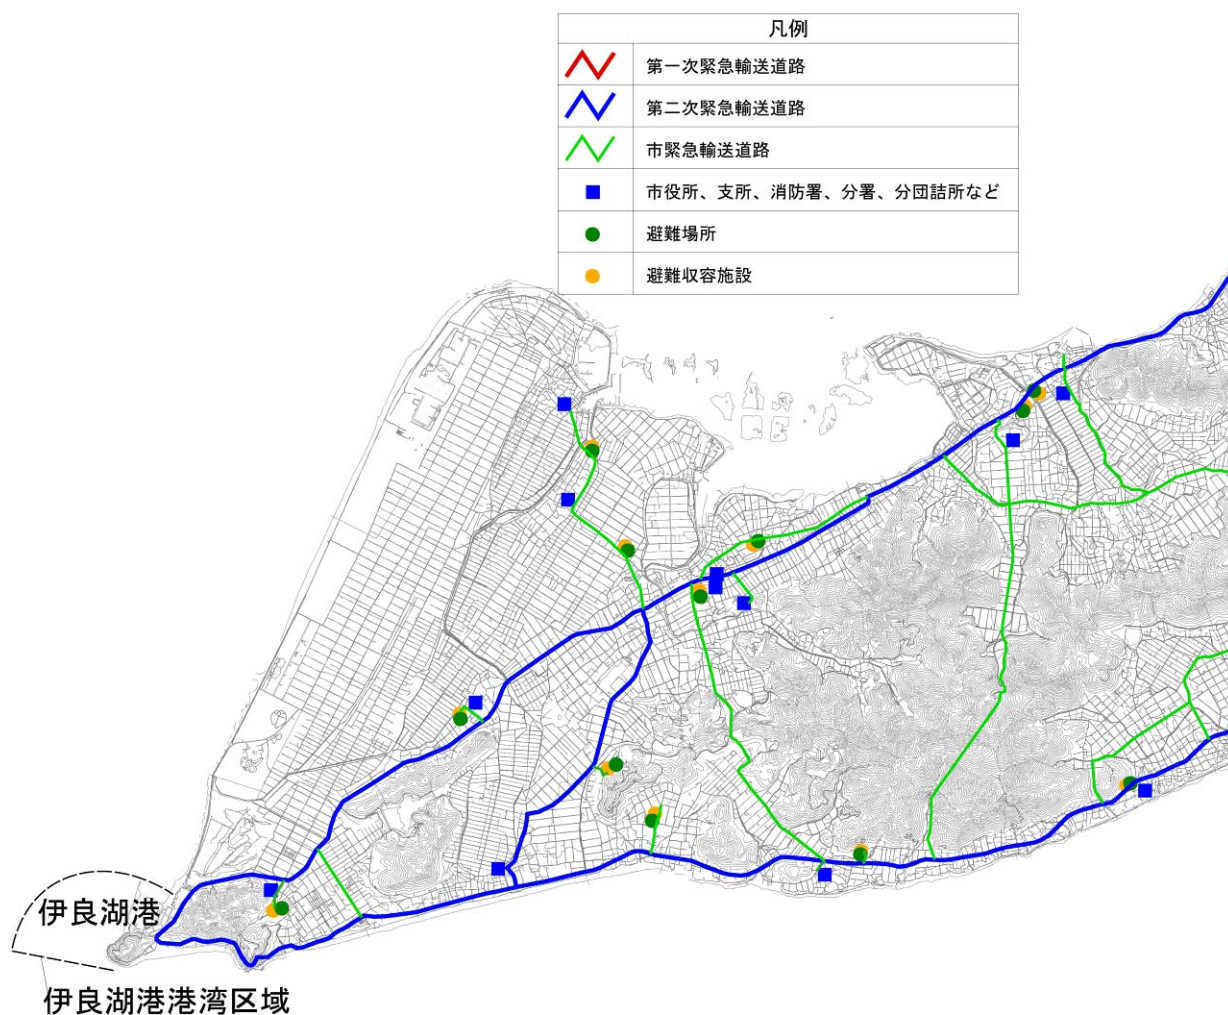 凡例
第一次緊急輸送道路
第二次緊急輸送道路
市緊急輸送道路
市役所、支所、消防署、分署、分団詰所など
避難場所
避難収容施設
伊良湖港
伊良湖港港湾区域